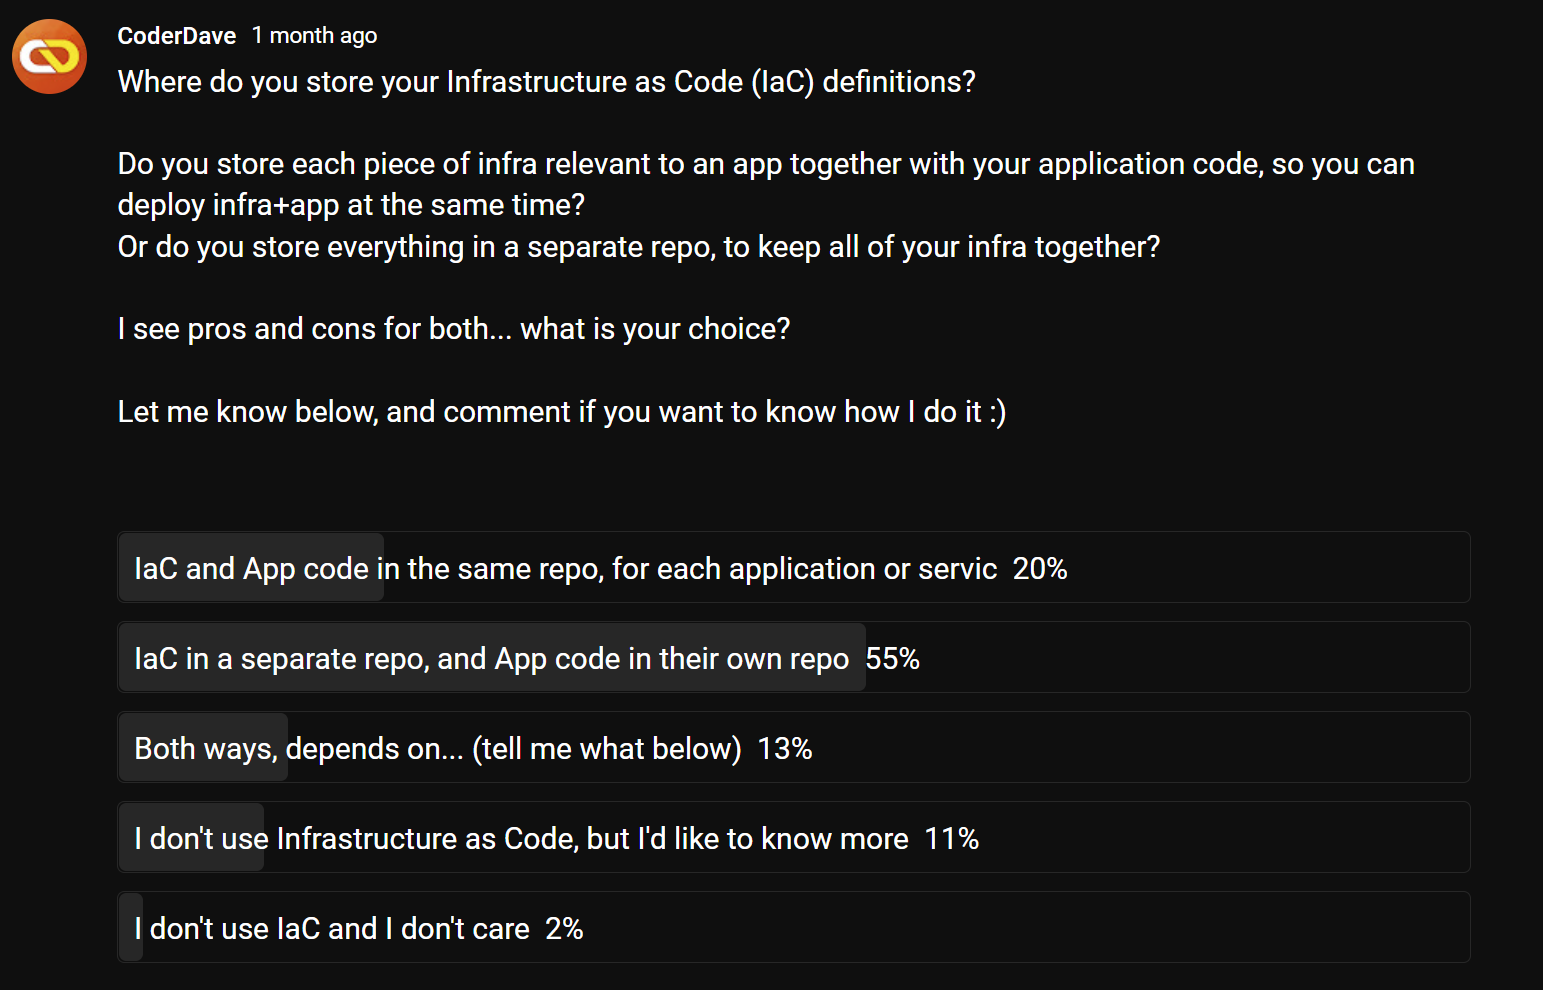 CoderDave 1 month ago
Where do you store your Infrastructure as Code (IaC) definitions?
Do you store each piece of infra relevant to an app together with your application code, so you can
deploy infra+app at the same time?
Or do you store everything in a separate repo, to keep all of your infra together?
I see pros and cons for both... what is your choice?
Let me know below, and comment if you want to know how I do it :)
IaC and App code in the same repo, for each application or servic 20%
IaC in a separate repo, and App code in their own repo 55%
Both ways, depends on... (tell me what below) 13%
I don't use Infrastructure as Code, but I'd like to know more 11%
I don't use IaC and I don't care 2%